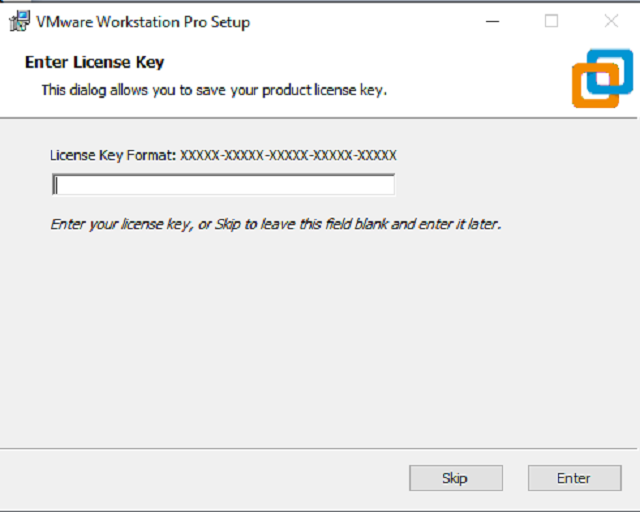 VMware Workstation Pro Setup
Enter License Key
This dialog allows you to save your product license key.
License Key Format: XXXXX-XXXXX-XXXXX-XXXXX-XXXXX
Enter your license key, or Skip to leave this field blank and enter it later.
Skip Enter